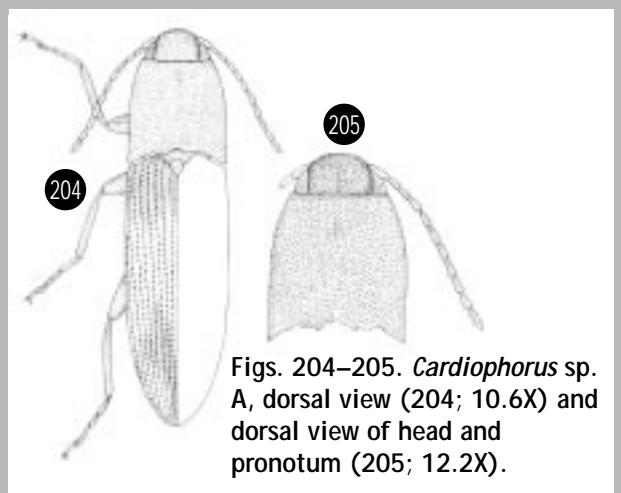 205
204
Figs. 204–205. Cardiophorus sp.
A, dorsal view (204; 10.6X) and
dorsal view of head and
pronotum (205; 12.2X).